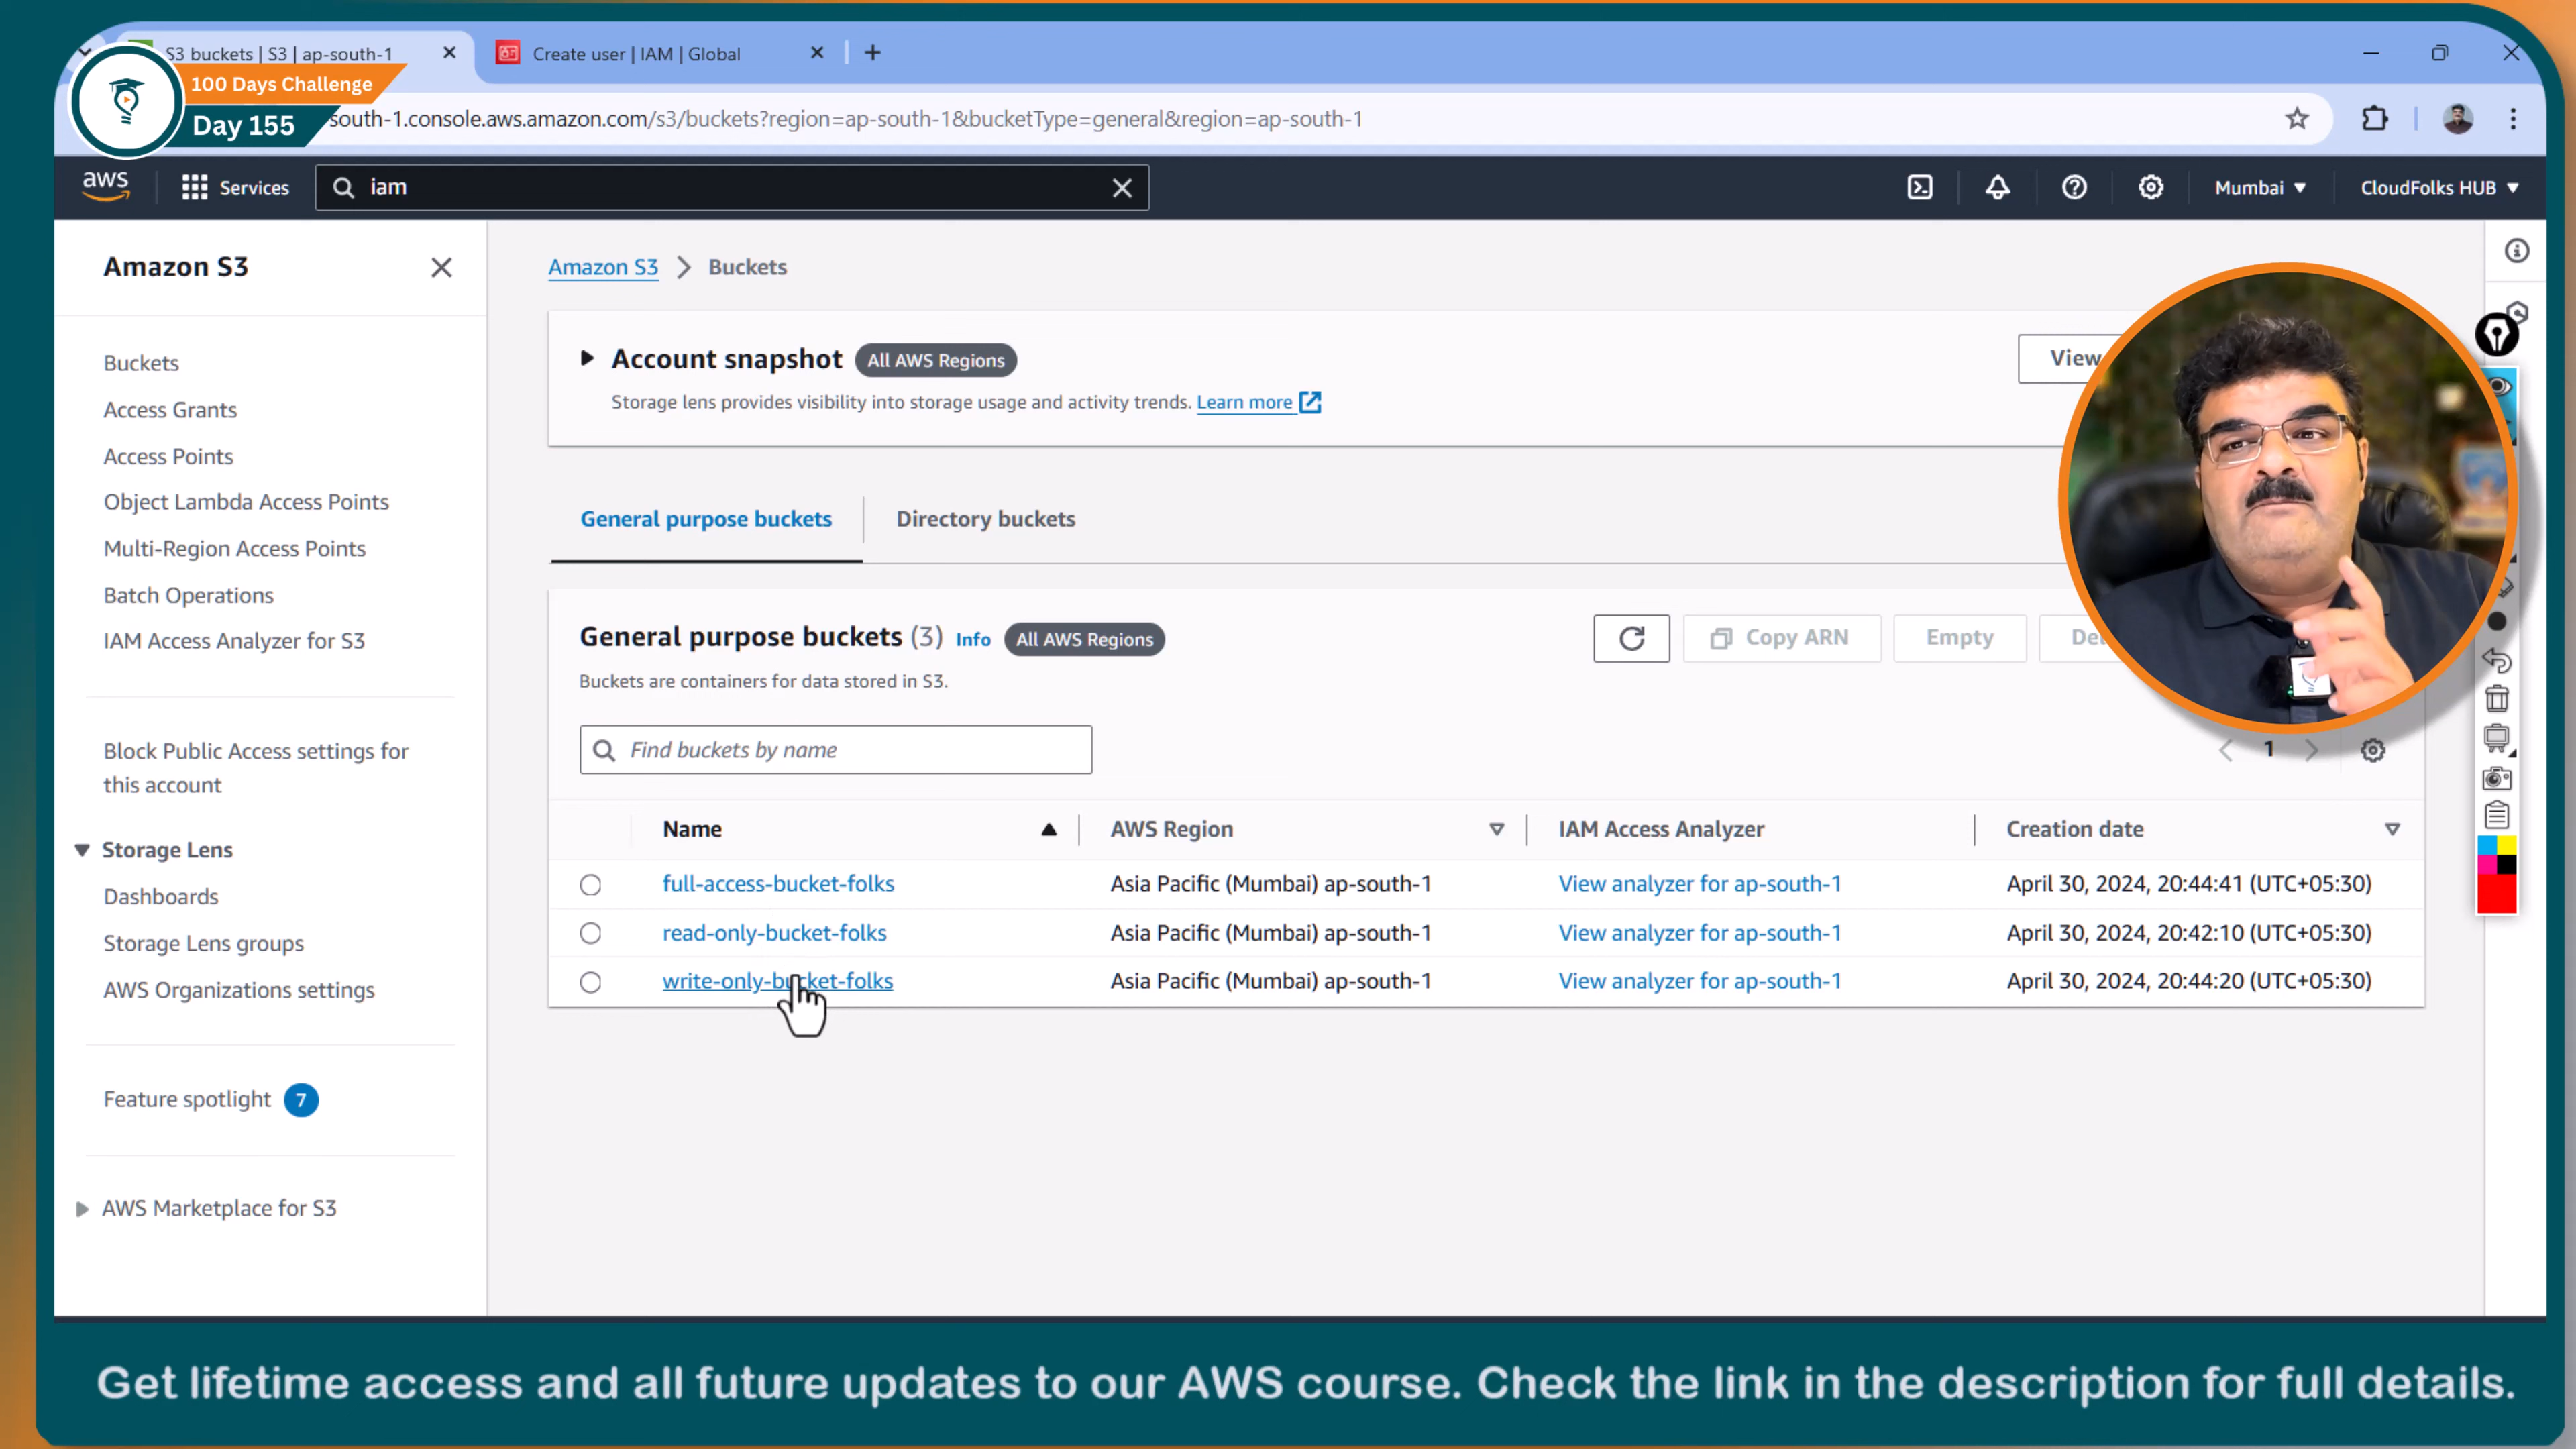 S3 buckets | S3 | ap-south-1
Create user | IAM | Global
100 Days Challenge
Day 155
south-1.console.aws.amazon.com/s3/buckets?region=ap-south-1&bucketType=general&region=ap-south-1
aws
Services
iam
Mumbai
CloudFolks HUB
Amazon S3
Buckets
Access Grants
Access Points
Object Lambda Access Points
Multi-Region Access Points
Batch Operations
IAM Access Analyzer for S3
Block Public Access settings for
this account
Storage Lens
Dashboards
Storage Lens groups
AWS Organizations settings
Feature spotlight 7
AWS Marketplace for S3
Amazon S3 Buckets
Account snapshot All AWS Regions
View
Storage lens provides visibility into storage usage and activity trends. Learn more
General purpose buckets Directory buckets
General purpose buckets (3) Info All AWS Regions
Copy ARN Empty
Buckets are containers for data stored in S3.
Find buckets by name
1
Name AWS Region IAM Access Analyzer Creation date
full-access-bucket-folks Asia Pacific (Mumbai) ap-south-1 View analyzer for ap-south-1 April 30, 2024, 20:44:41 (UTC+05:30)
read-only-bucket-folks Asia Pacific (Mumbai) ap-south-1 View analyzer for ap-south-1 April 30, 2024, 20:42:10 (UTC+05:30)
write-only-bucket-folks Asia Pacific (Mumbai) ap-south-1 View analyzer for ap-south-1 April 30, 2024, 20:44:20 (UTC+05:30)
Get lifetime access and all future updates to our AWS course. Check the link in the description for full details.